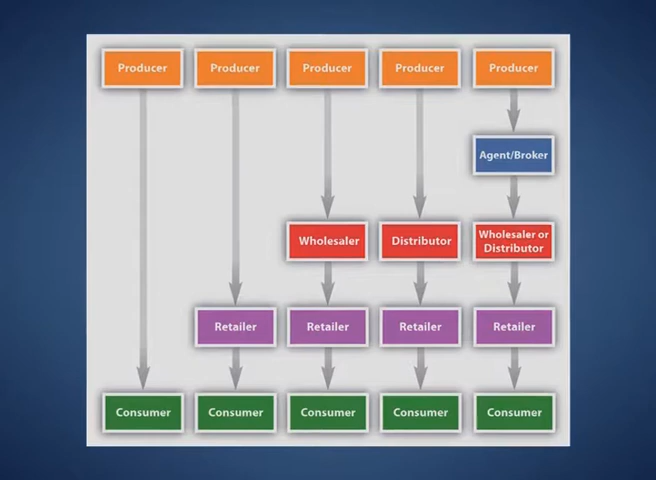 Producer
Producer
Producer
Producer
Producer
Agent/Broker
Wholesaler
Distributor
Wholesaler or
Distributor
Retailer
Retailer
Retailer
Retailer
Consumer
Consumer
Consumer
Consumer
Consumer